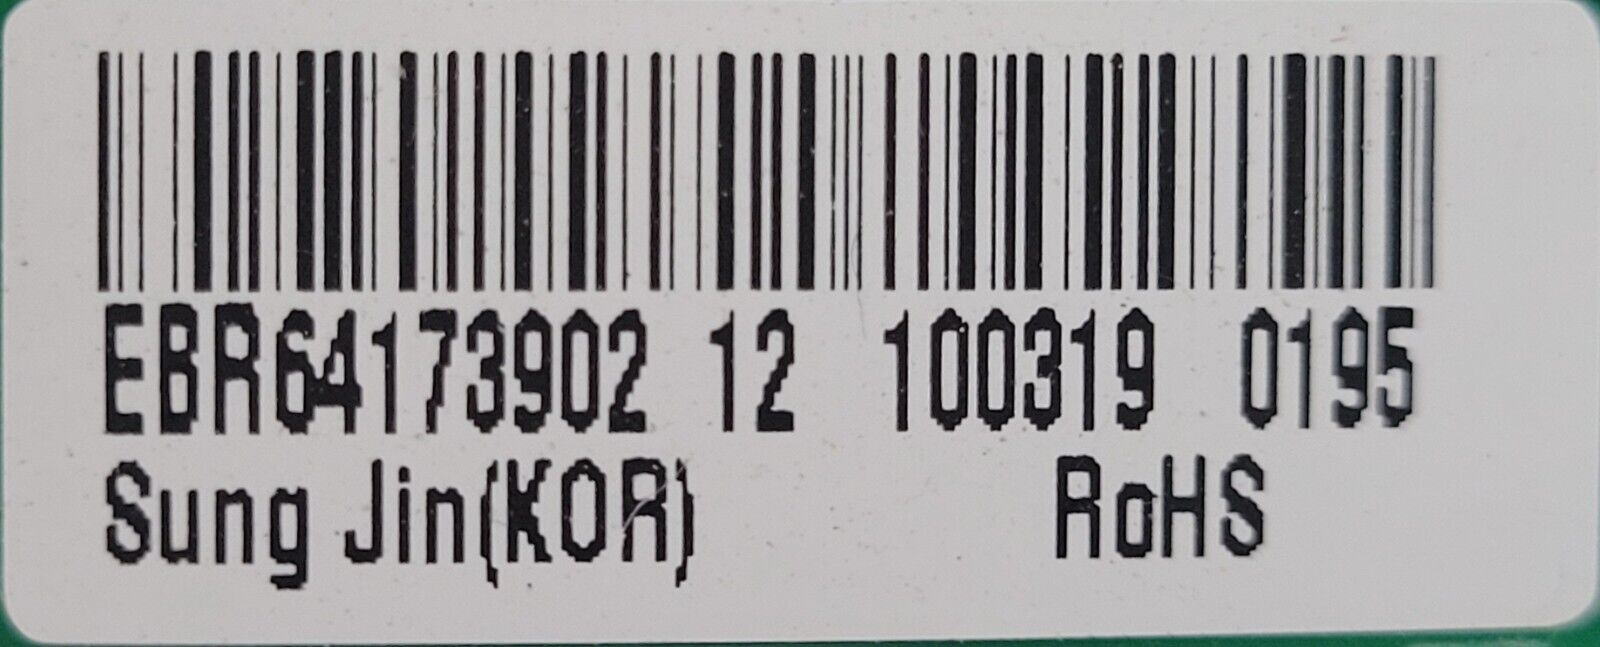 EBR64173902 12 100319 0195
Sung Jin(KOR) RoHS